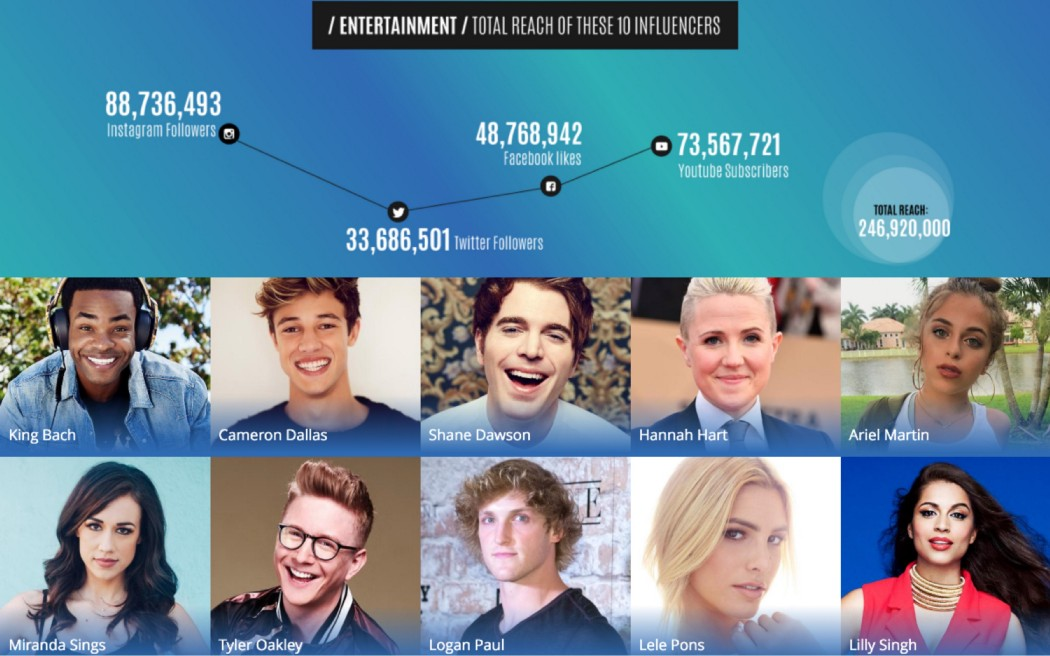 / ENTERTAINMENT / TOTAL REACH OF THESE 10 INFLUENCERS
88,736,493
Instagram Followers
48,768,942
Facebook likes
73,567,721
Youtube Subscribers
33,686,501 Twitter Followers
TOTAL REACH:
246,920,000
King Bach
Cameron Dallas
Shane Dawson
Hannah Hart
Ariel Martin
Miranda Sings
Tyler Oakley
Logan Paul
Lele Pons
Lilly Singh